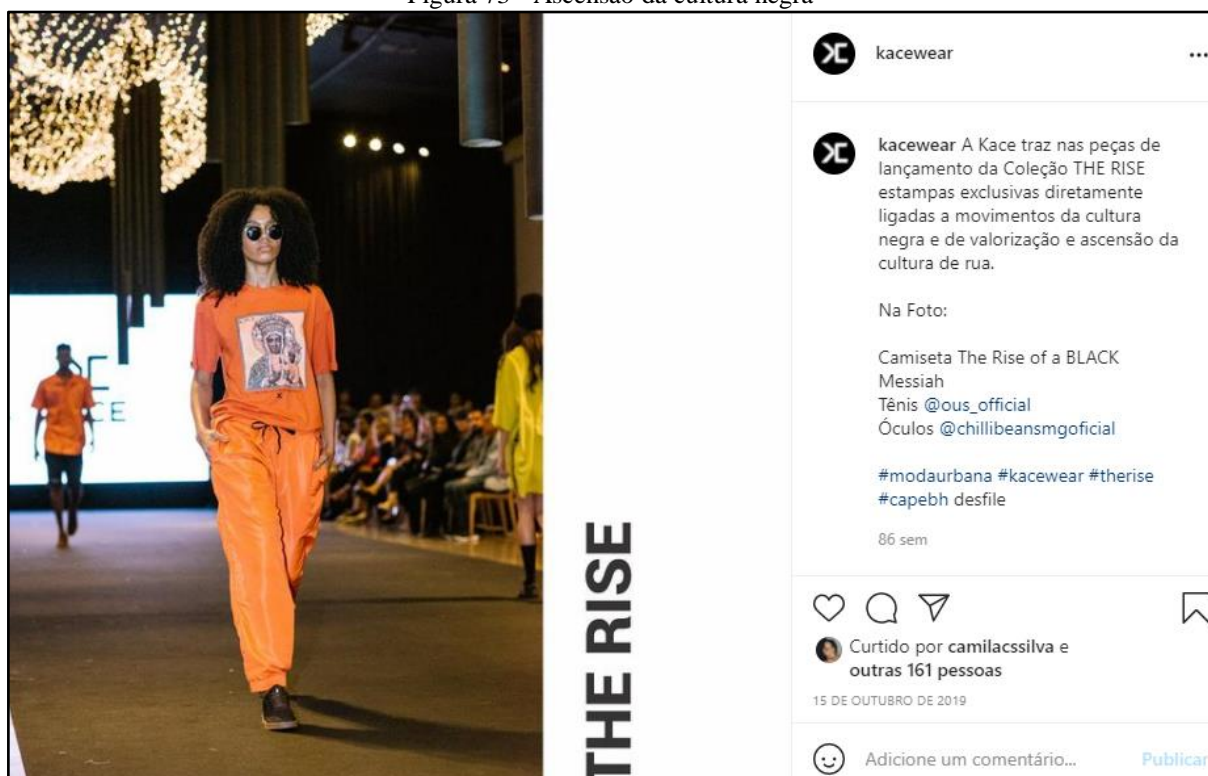 Figura 73 - Ascensão da cultura negra
kacewear
kacewear A Kace traz nas peças de
lançamento da Coleção THE RISE
estampas exclusivas diretamente
ligadas a movimentos da cultura
negra e de valorização e ascensão da
cultura de rua.
Na Foto:
Camiseta The Rise of a BLACK
Messiah
Tênis @ous_official
Óculos @chillibeansmgoficial
#modaurbana #kacewear #therise
#capebh desfile
86 sem
Curtido por camilacssilva e
outras 161 pessoas
15 DE OUTUBRO DE 2019
Adicione um comentário... Publicar
THE RISE